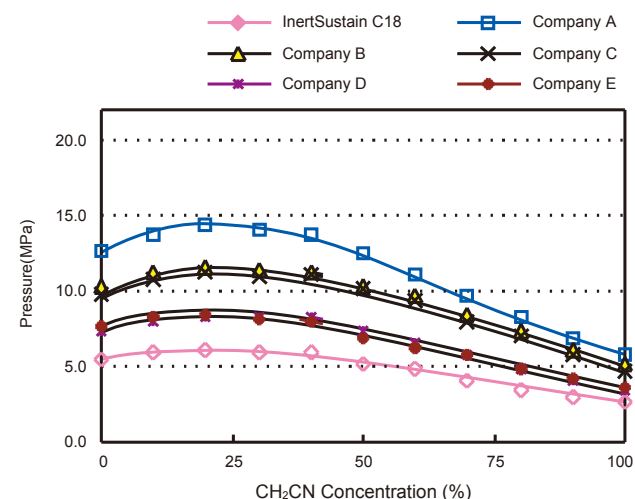 InertSustain C18 Company A
Company B Company C
Company D Company E
Pressure(MPa)
20.0
15.0
10.0
5.0
0.0
0 25 50 75 100
CH₂CN Concentration (%)